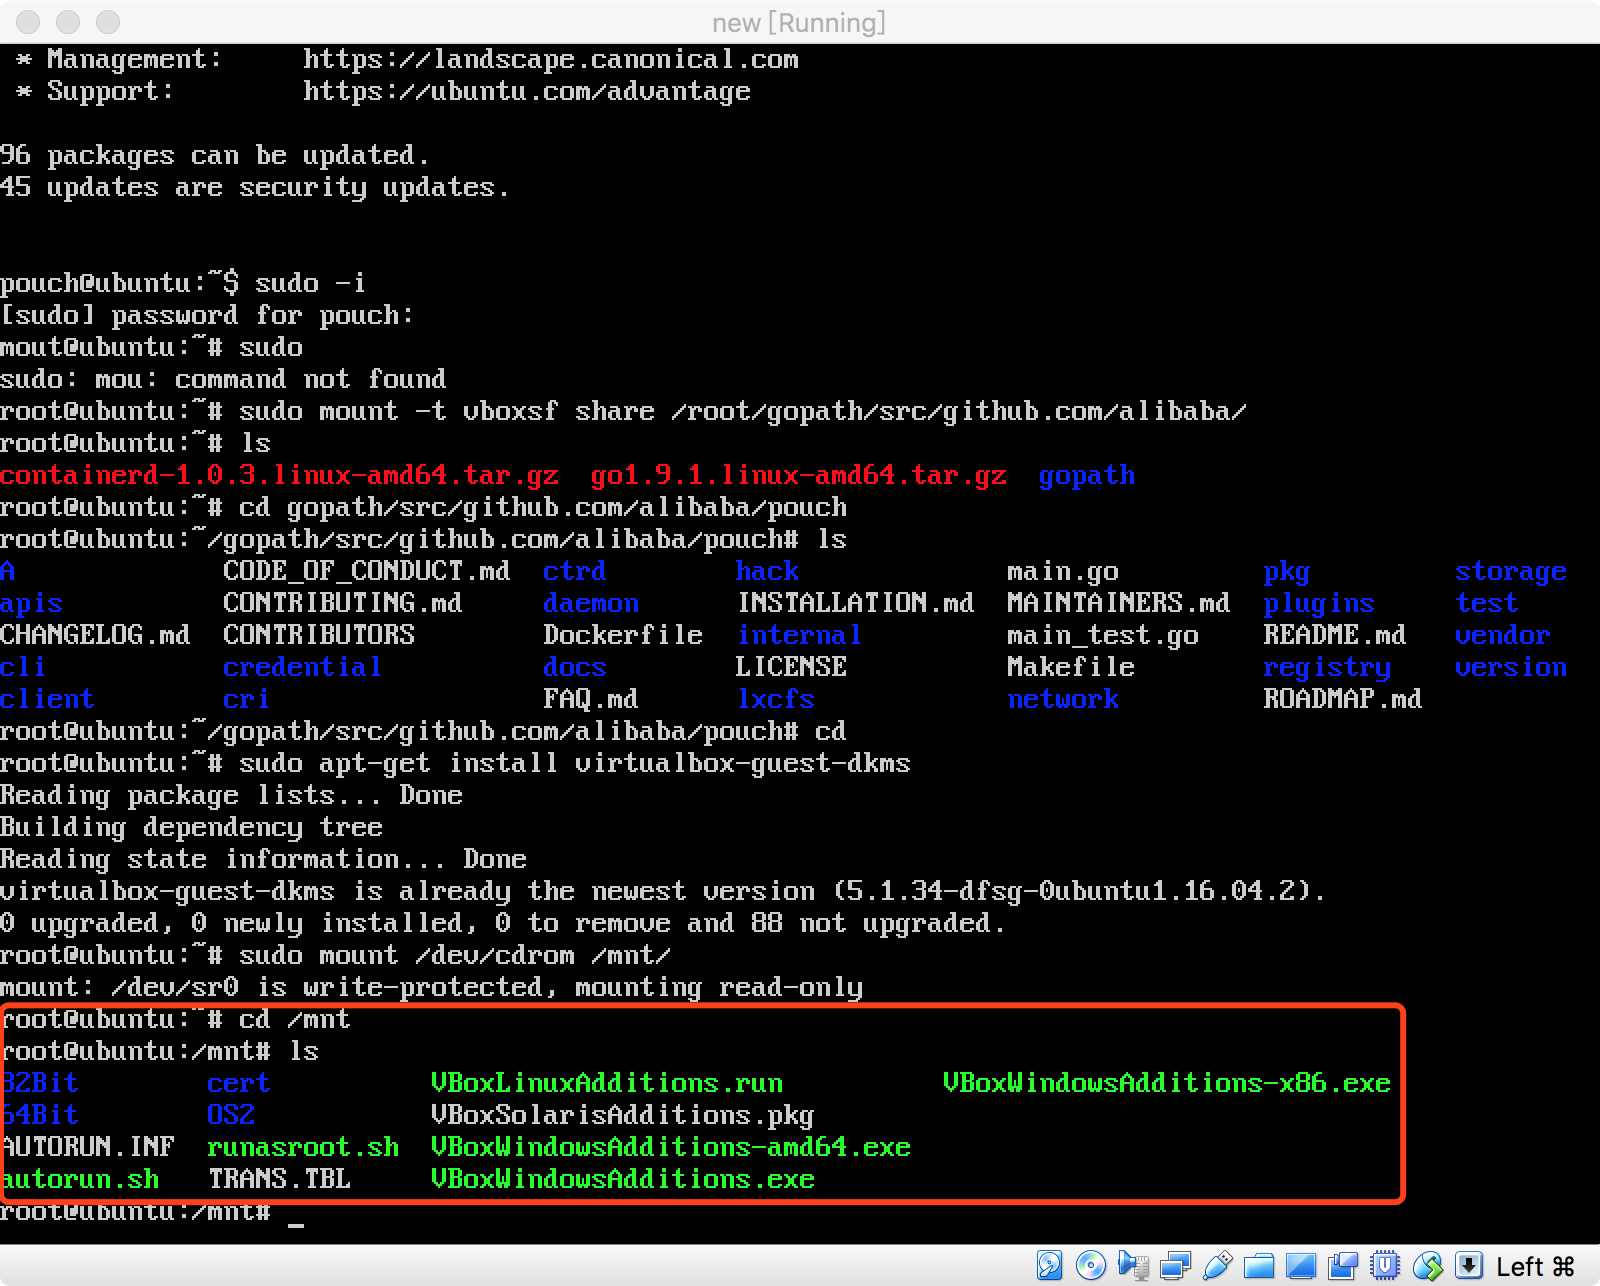 new [Running]
 * Management:     https://landscape.canonical.com
 * Support:        https://ubuntu.com/advantage
96 packages can be updated.
45 updates are security updates.
pouch@ubuntu:~$ sudo -i
[sudo] password for pouch:
mout@ubuntu:~# sudo
sudo: mou: command not found
root@ubuntu:~# sudo mount -t vboxsf share /root/gopath/src/github.com/alibaba/
root@ubuntu:~# ls
containerd-1.0.3.linux-amd64.tar.gz  go1.9.1.linux-amd64.tar.gz  gopath
root@ubuntu:~# cd gopath/src/github.com/alibaba/pouch
root@ubuntu:~/gopath/src/github.com/alibaba/pouch# ls
A             CODE_OF_CONDUCT.md  ctrd        hack             main.go        pkg         storage
apis          CONTRIBUTING.md     daemon      INSTALLATION.md  MAINTAINERS.md  plugins     test
CHANGELOG.md  CONTRIBUTORS        Dockerfile  internal         main_test.go   README.md   vendor
cli           credential          docs        LICENSE          Makefile       registry    version
client        cri                 FAQ.md      lxcfs            network        ROADMAP.md
root@ubuntu:~/gopath/src/github.com/alibaba/pouch# cd
root@ubuntu:~# sudo apt-get install virtualbox-guest-dkms
Reading package lists... Done
Building dependency tree
Reading state information... Done
virtualbox-guest-dkms is already the newest version (5.1.34-dfsg-0ubuntu1.16.04.2).
0 upgraded, 0 newly installed, 0 to remove and 88 not upgraded.
root@ubuntu:~# sudo mount /dev/cdrom /mnt/
mount: /dev/sr0 is write-protected, mounting read-only
root@ubuntu:~# cd /mnt
root@ubuntu:/mnt# ls
32Bit        cert          VBoxLinuxAdditions.run          VBoxWindowsAdditions-x86.exe
64Bit        OS2           VBoxSolarisAdditions.pkg
AUTORUN.INF  runasroot.sh  VBoxWindowsAdditions-amd64.exe
autorun.sh   TRANS.TBL     VBoxWindowsAdditions.exe
root@ubuntu:/mnt# _
Left ⌘